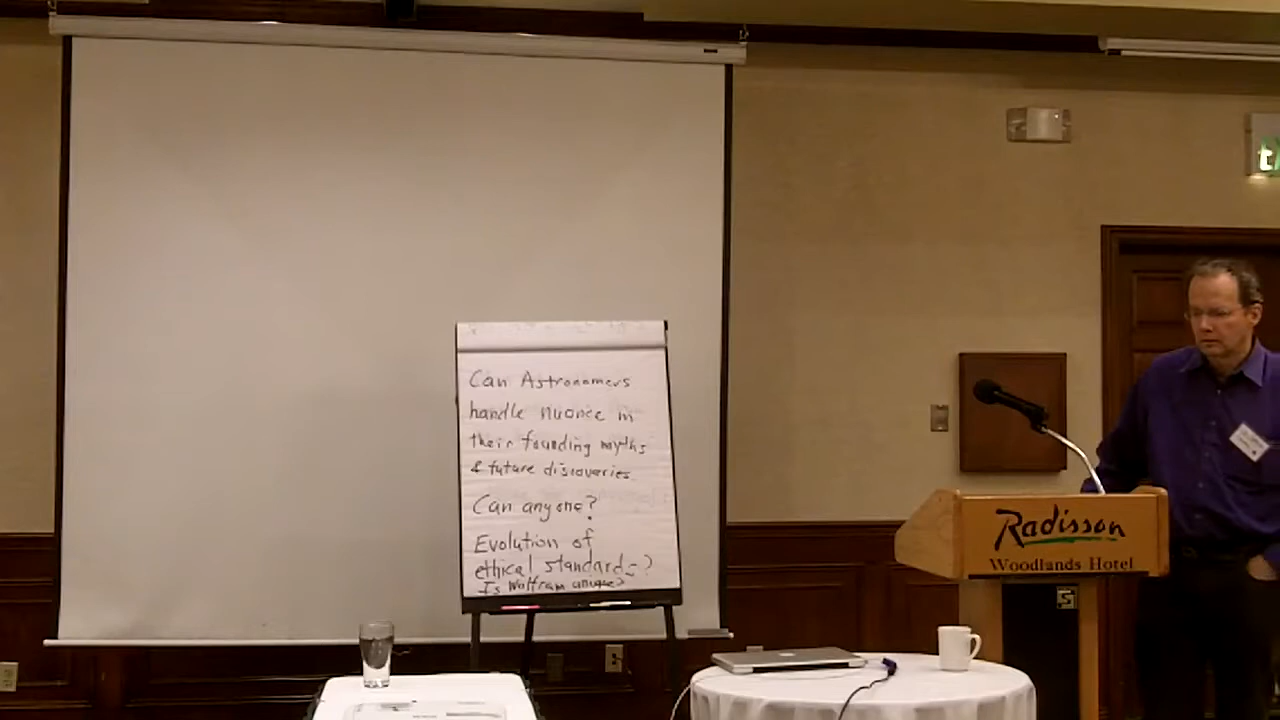 Can Astronomers
handle nuance in
their founding myths
& future discoveries
Can anyone?
Evolution of
ethical standards?
Is Wolfram unique?
Radisson
Woodlands Hotel